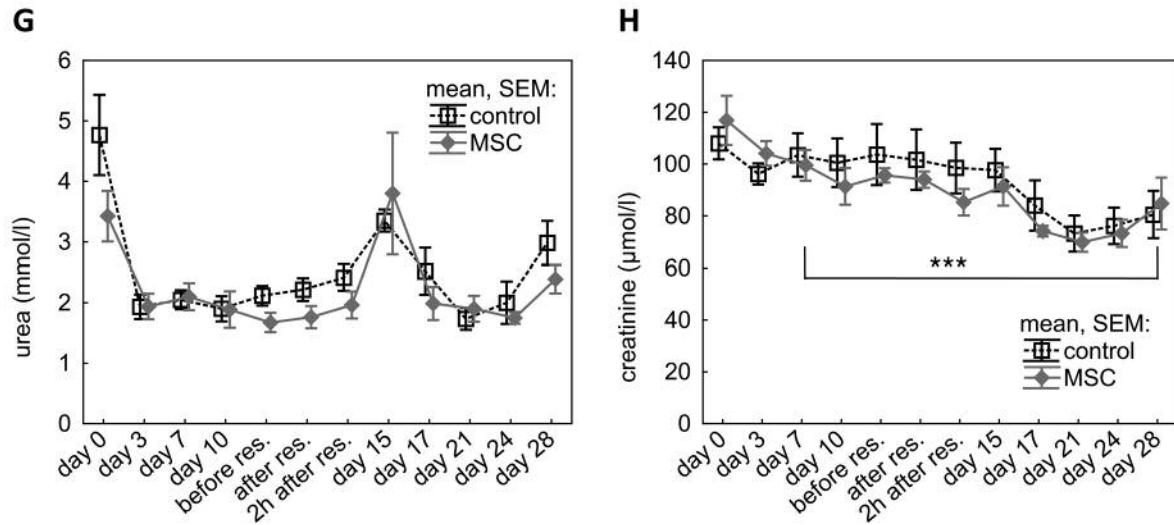 G
6
5
4
3
2
1
0
urea (mmol/l)
mean, SEM:
control
MSC
day 0
day 3
day 7
day 10
before res.
after res.
2h after res.
day 15
day 17
day 21
day 24
day 28
H
140
120
100
80
60
40
20
0
creatinine (µmol/l)
***
mean, SEM:
control
MSC
day 0
day 3
day 7
day 10
before res.
after res.
2h after res.
day 15
day 17
day 21
day 24
day 28